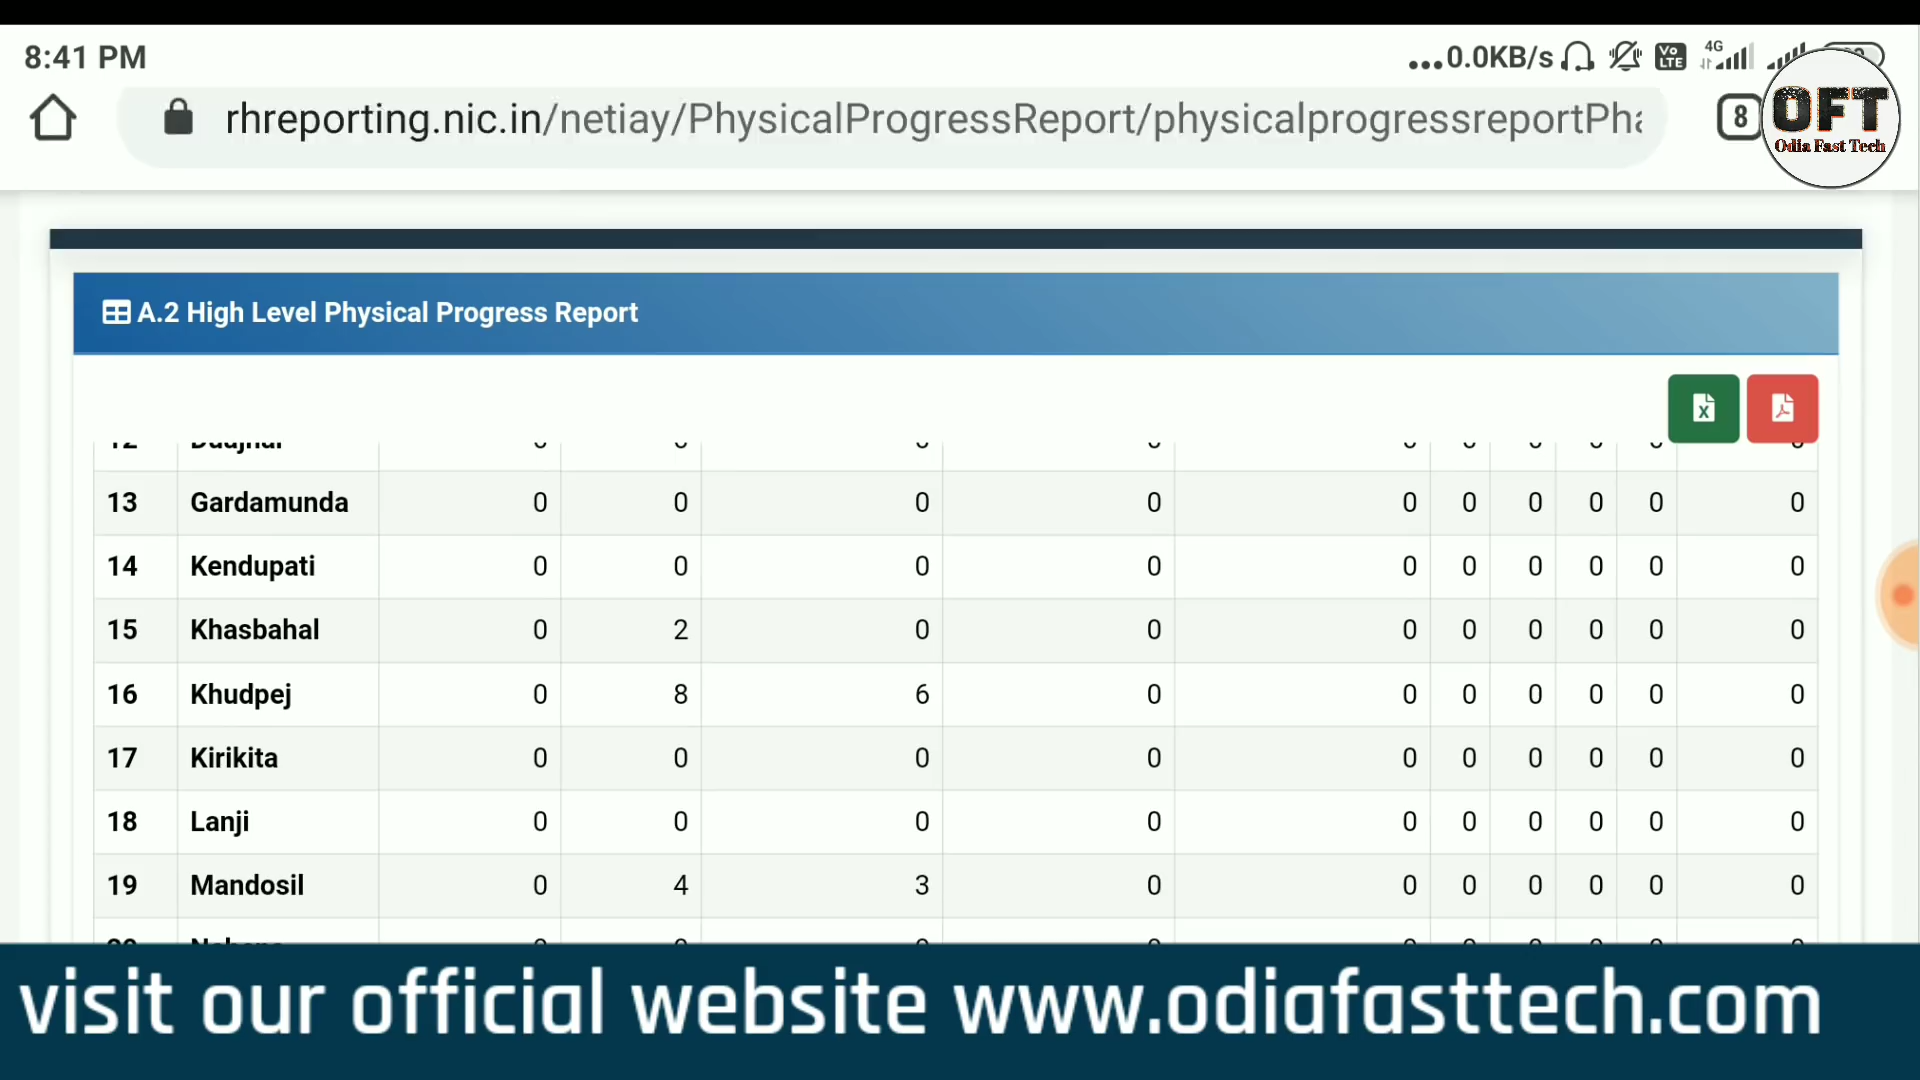 8:41 PM
...0.0KB/s Vo LTE 4G
rhreporting.nic.in/netiay/PhysicalProgressReport/physicalprogressreportPha 8
OFT
Odia Fast Tech
A.2 High Level Physical Progress Report
13 Gardamunda 0 0 0 0 0 0 0 0 0 0
14 Kendupati 0 0 0 0 0 0 0 0 0 0
15 Khasbahal 0 2 0 0 0 0 0 0 0 0
16 Khudpej 0 8 6 0 0 0 0 0 0 0
17 Kirikita 0 0 0 0 0 0 0 0 0 0
18 Lanji 0 0 0 0 0 0 0 0 0 0
19 Mandosil 0 4 3 0 0 0 0 0 0 0
visit our official website www.odiafasttech.com